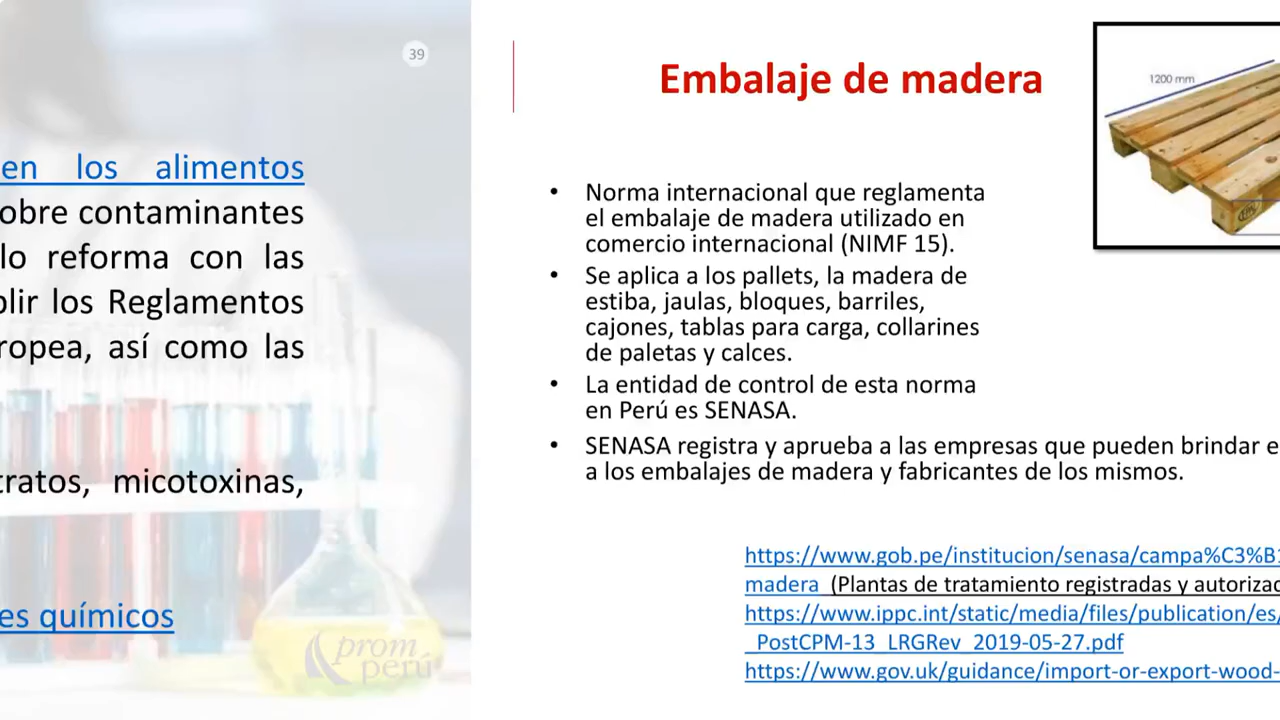 39
en los alimentos
sobre contaminantes
lo reforma con las
plir los Reglamentos
ropea, así como las
tratos, micotoxinas,
es químicos
prom
perú
Embalaje de madera
1200 mm
• Norma internacional que reglamenta
el embalaje de madera utilizado en
comercio internacional (NIMF 15).
• Se aplica a los pallets, la madera de
estiba, jaulas, bloques, barriles,
cajones, tablas para carga, collarines
de paletas y calces.
• La entidad de control de esta norma
en Perú es SENASA.
• SENASA registra y aprueba a las empresas que pueden brindar e
a los embalajes de madera y fabricantes de los mismos.
https://www.gob.pe/institucion/senasa/campa%C3%B1
madera (Plantas de tratamiento registradas y autorizad
https://www.ippc.int/static/media/files/publication/es/
_PostCPM-13_LRGRev_2019-05-27.pdf
https://www.gov.uk/guidance/import-or-export-wood-